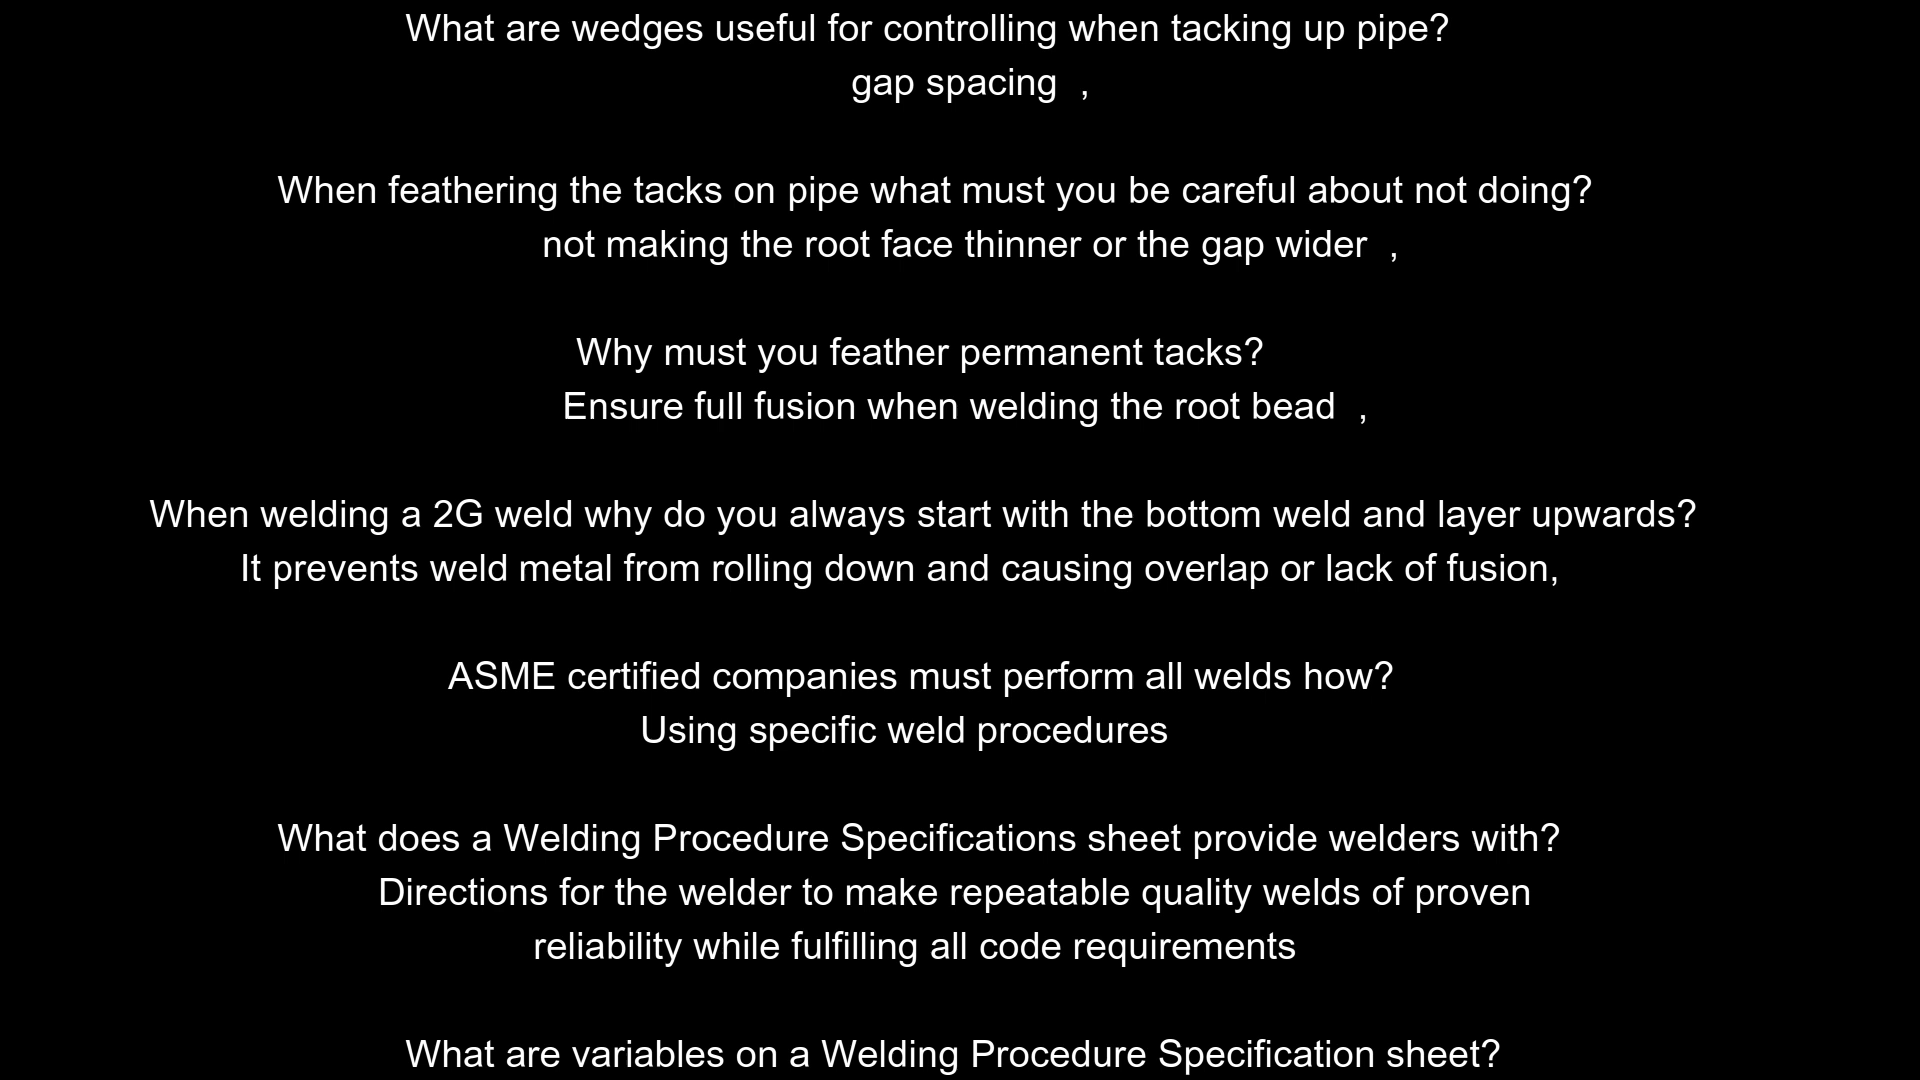 What are wedges useful for controlling when tacking up pipe?
gap spacing  ,
When feathering the tacks on pipe what must you be careful about not doing?
not making the root face thinner or the gap wider  ,
Why must you feather permanent tacks?
Ensure full fusion when welding the root bead  ,
When welding a 2G weld why do you always start with the bottom weld and layer upwards?
It prevents weld metal from rolling down and causing overlap or lack of fusion,
ASME certified companies must perform all welds how?
Using specific weld procedures
What does a Welding Procedure Specifications sheet provide welders with?
Directions for the welder to make repeatable quality welds of proven
reliability while fulfilling all code requirements
What are variables on a Welding Procedure Specification sheet?